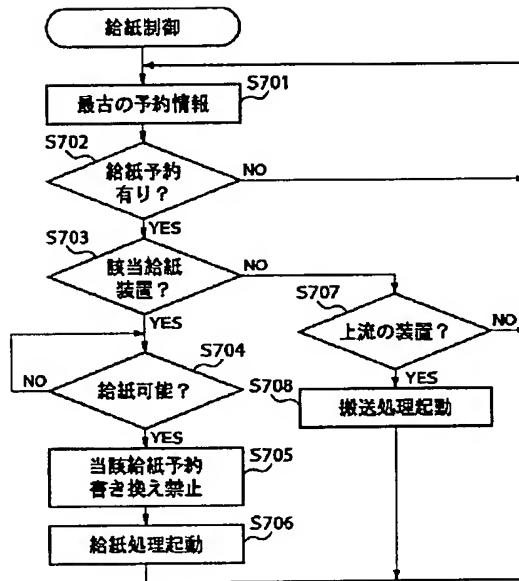 給紙制御
S701
最古の予約情報
S702
給紙予約
有り？
NO
YES
S703
該当給紙
装置？
NO
YES
S707
上流の装置？
NO
YES
S704
給紙可能？
NO
YES
S708
搬送処理起動
S705
当該給紙予約
書き換え禁止
S706
給紙処理起動